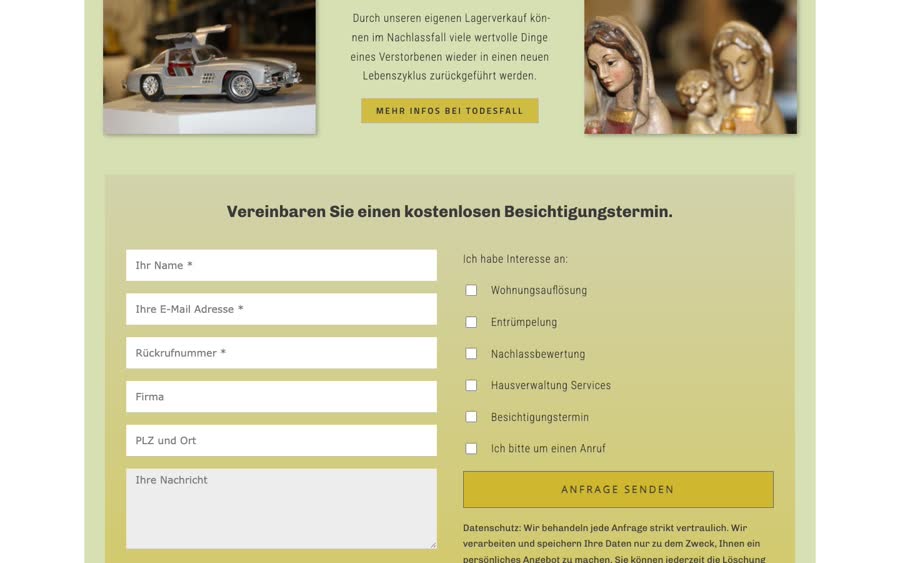 Durch unseren eigenen Lagerverkauf kön-
nen im Nachlassfall viele wertvolle Dinge
eines Verstorbenen wieder in einen neuen
Lebenszyklus zurückgeführt werden.
MEHR INFOS BEI TODESFALL
Vereinbaren Sie einen kostenlosen Besichtigungstermin.
Ihr Name *
Ihre E-Mail Adresse *
Rückrufnummer *
Firma
PLZ und Ort
Ihre Nachricht
Ich habe Interesse an:
Wohnungsauflösung
Entrümpelung
Nachlassbewertung
Hausverwaltung Services
Besichtigungstermin
Ich bitte um einen Anruf
ANFRAGE SENDEN
Datenschutz: Wir behandeln jede Anfrage strikt vertraulich. Wir
verarbeiten und speichern Ihre Daten nur zu dem Zweck, Ihnen ein
persönliches Angebot zu machen. Sie können jederzeit die Löschung